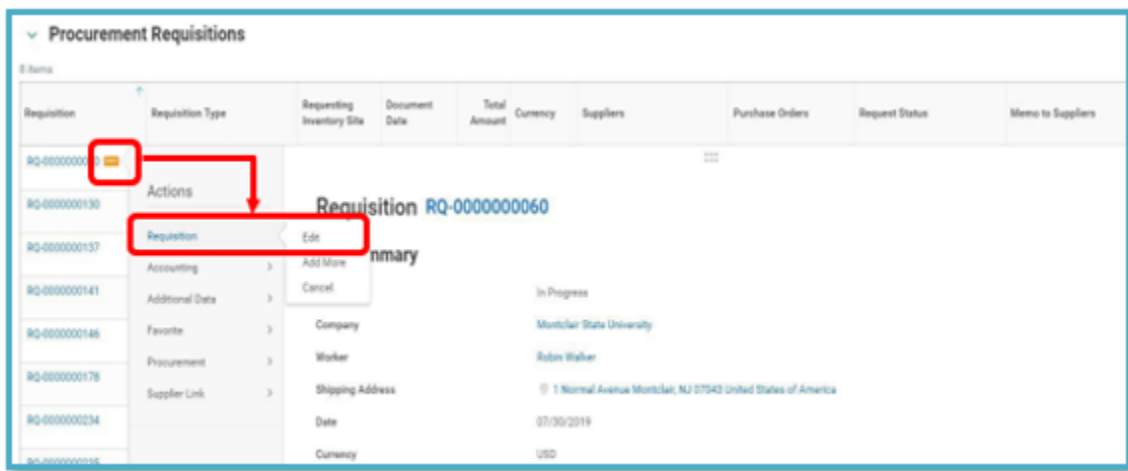 Procurement Requisitions
8 items
Requisition
Requisition Type
Requesting Inventory Site
Document Date
Total Amount
Currency
Suppliers
Purchase Orders
Request Status
Memo to Suppliers
RQ-0000000130
RQ-0000000137
RQ-0000000141
RQ-0000000146
RQ-0000000178
RQ-0000000234
RQ-0000000235
Actions
Requisition
Accounting
Additional Data
Favorite
Procurement
Supplier Link
Edit
Add More
Cancel
Requisition RQ-0000000060
In Progress
Company Montclair State University
Worker Robin Walker
Shipping Address 1 Normal Avenue Montclair, NJ 07043 United States of America
Date 07/30/2019
Currency USD